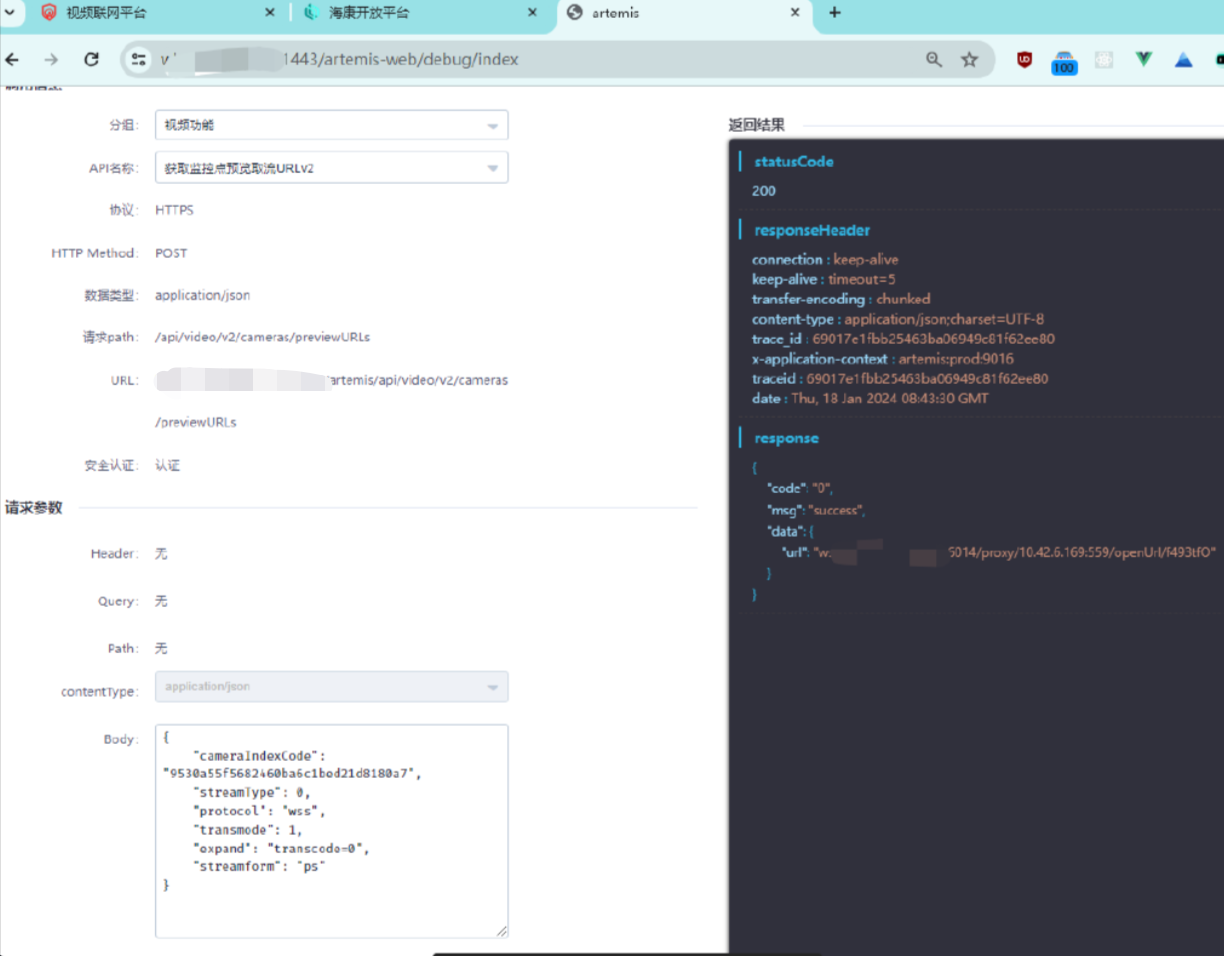 视频联网平台
海康开放平台
artemis
1443/artemis-web/debug/index
100
分组:
视频功能
API名称:
获取监控点预览取流URLv2
协议:
HTTPS
HTTP Method:
POST
数据类型:
application/json
请求path:
/api/video/v2/cameras/previewURLs
URL:
artemis/api/video/v2/cameras
/previewURLs
安全认证:
认证
请求参数
Header:
无
Query:
无
Path:
无
contentType:
application/json
Body:
{
"cameraIndexCode":
"9530a55f5682460ba6c1bod21d8180a7",
"streamType": 0,
"protocol": "wss",
"transmode": 1,
"expand": "transcode=0",
"streamform": "ps"
}
返回结果
statusCode
200
responseHeader
connection : keep-alive
keep-alive : timeout=5
transfer-encoding : chunked
content-type : application/json;charset=UTF-8
trace_id : 69017e1fbb25463ba06949c81f62ee80
x-application-context : artemis:prod:9016
traceid : 69017e1fbb25463ba06949c81f62ee80
date : Thu, 18 Jan 2024 08:43:30 GMT
response
{
"code": "0",
"msg": "success",
"data": {
"url": "w 6014/proxy/10.42.6.169:559/openUrl/f493tfO"
}
}